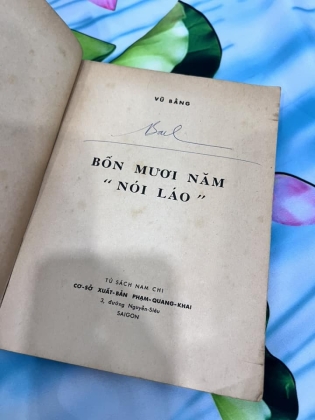 VŨ BẰNG
BỐN MƯƠI NĂM
“ NÓI LÁO ”
TỦ SÁCH NAM CHI
CƠ-SỞ XUẤT-BẢN PHẠM-QUANG-KHAI
3, đường Nguyễn-Siêu
SAIGON